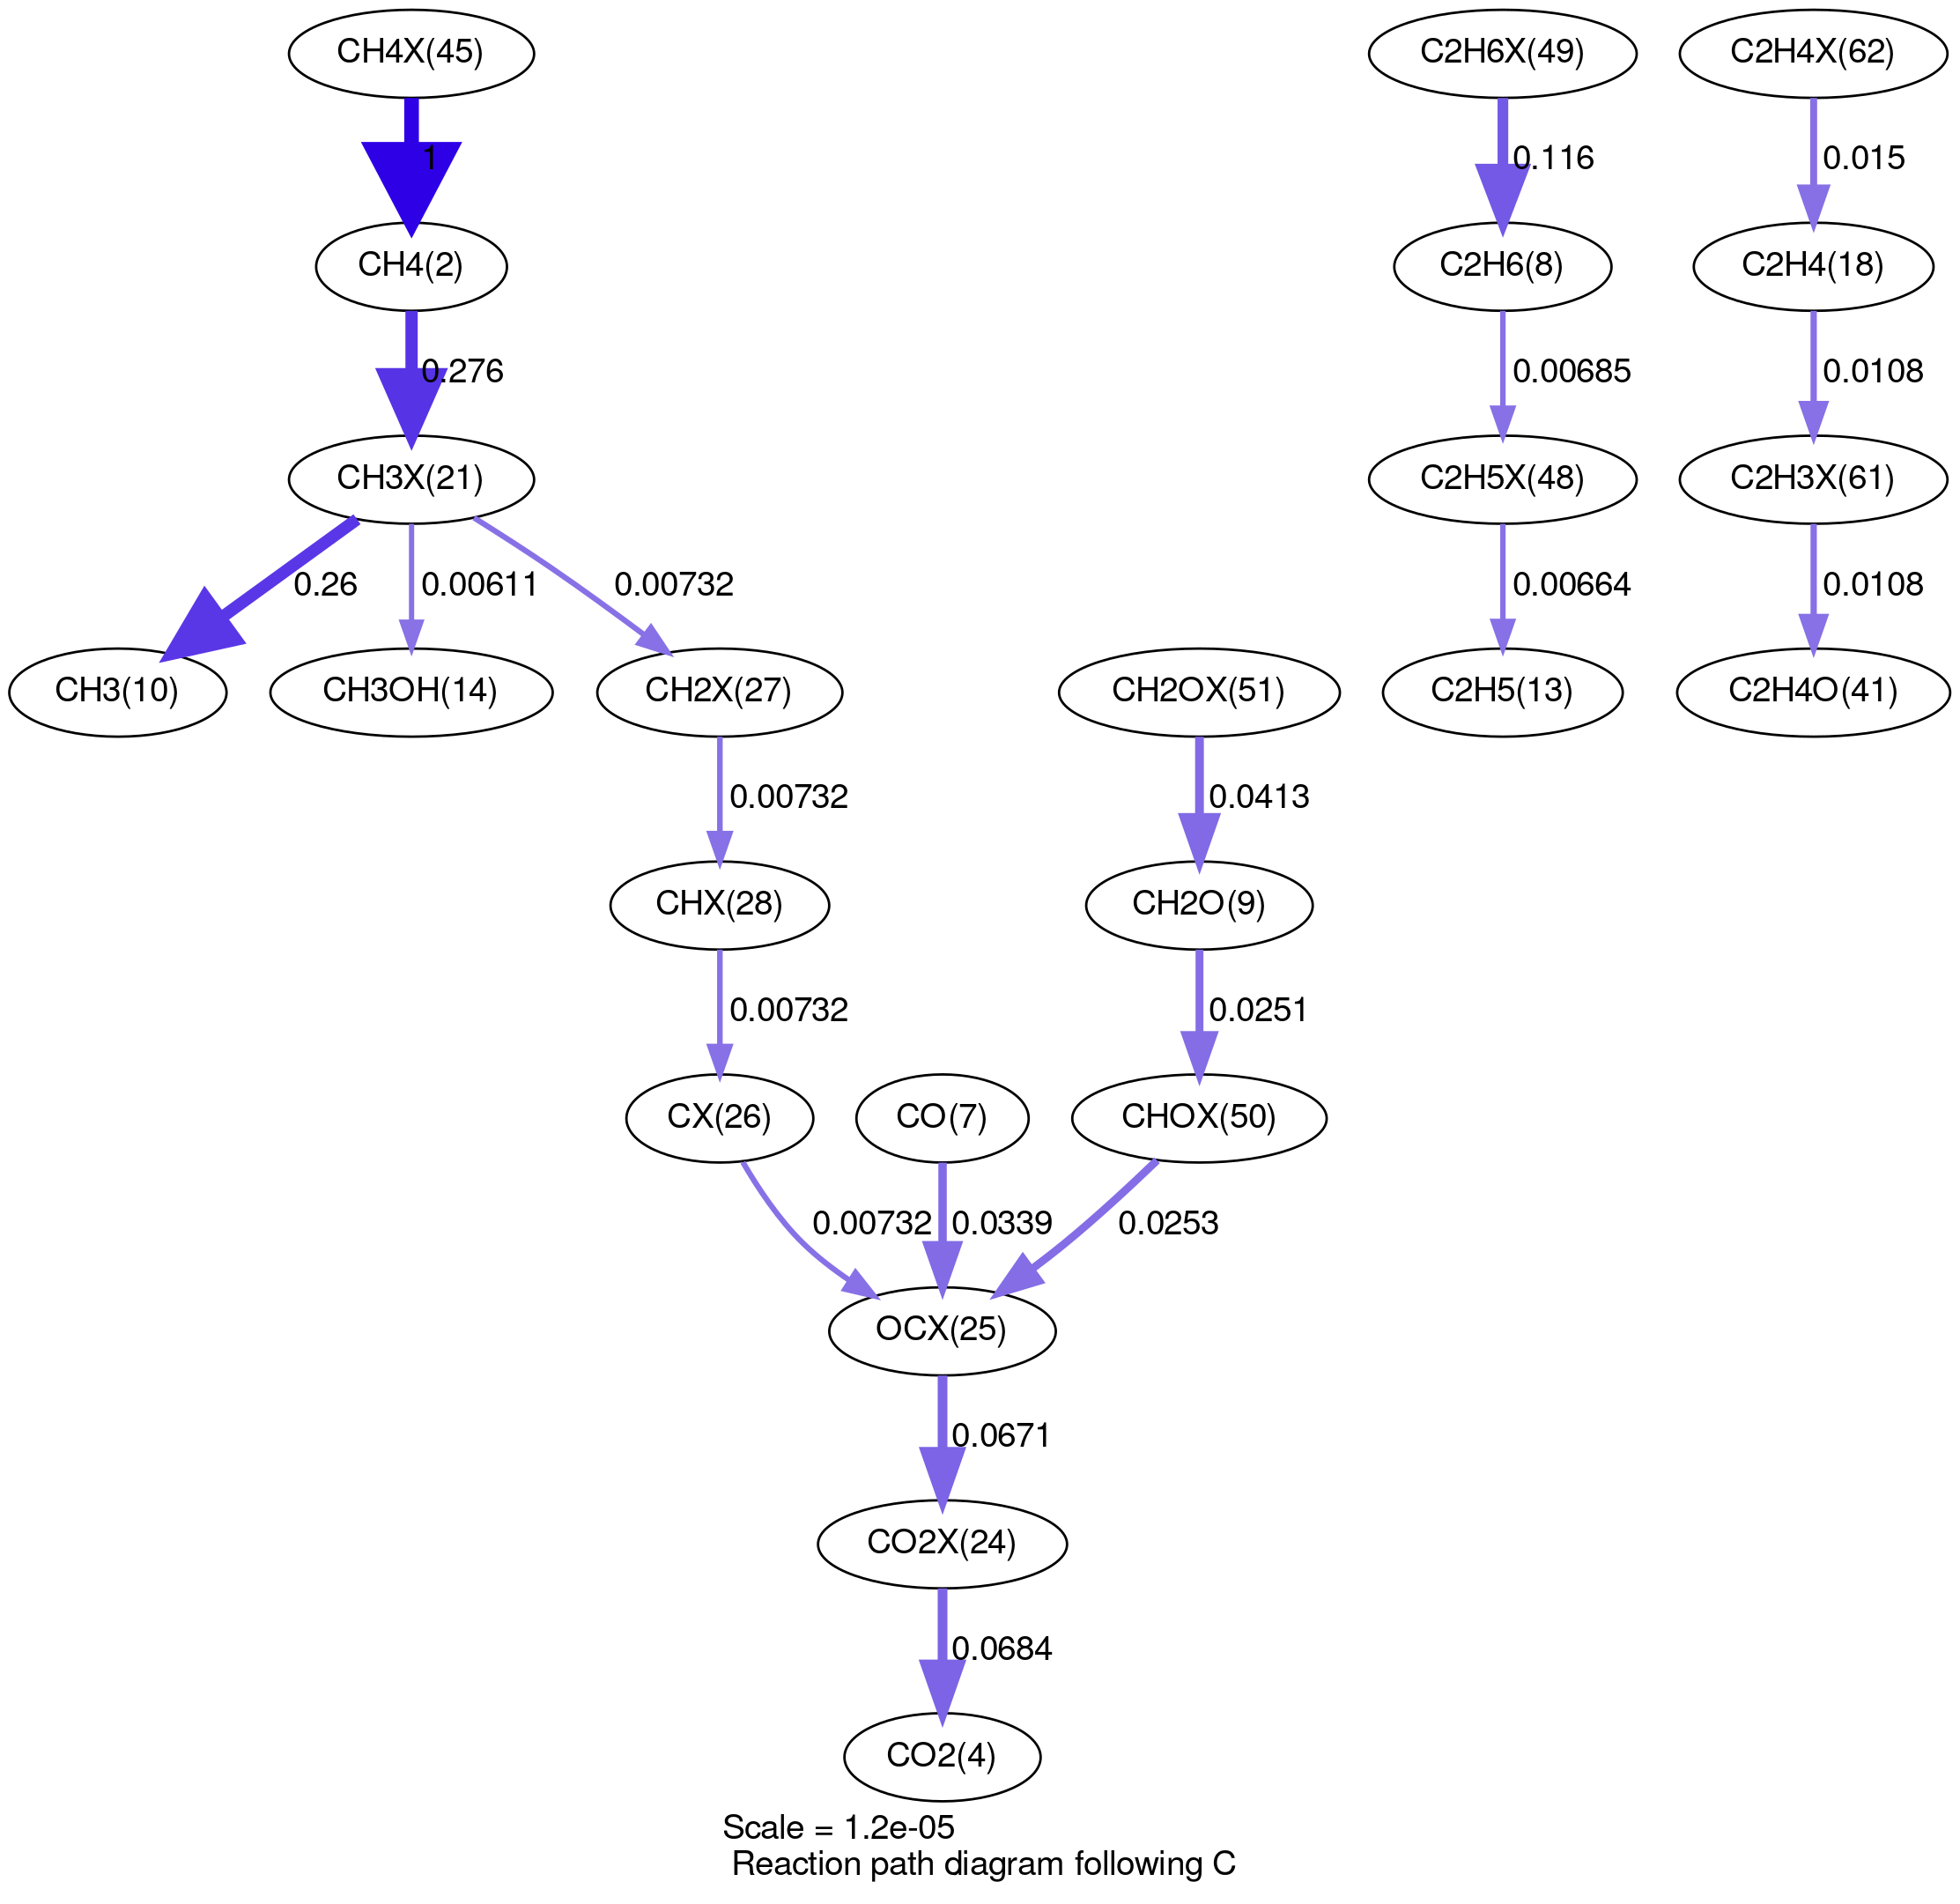 CH4X(45)
C2H6X(49)
C2H4X(62)
1
0.116
0.015
CH4(2)
C2H6(8)
C2H4(18)
0.276
0.00685
0.0108
CH3X(21)
C2H5X(48)
C2H3X(61)
0.26
0.00611
0.00732
0.00664
0.0108
CH3(10)
CH3OH(14)
CH2X(27)
CH2OX(51)
C2H5(13)
C2H4O(41)
0.00732
0.0413
CHX(28)
CH2O(9)
0.00732
0.0251
CX(26)
CO(7)
CHOX(50)
0.00732
0.0339
0.0253
OCX(25)
0.0671
CO2X(24)
0.0684
CO2(4)
Scale = 1.2e-05
Reaction path diagram following C